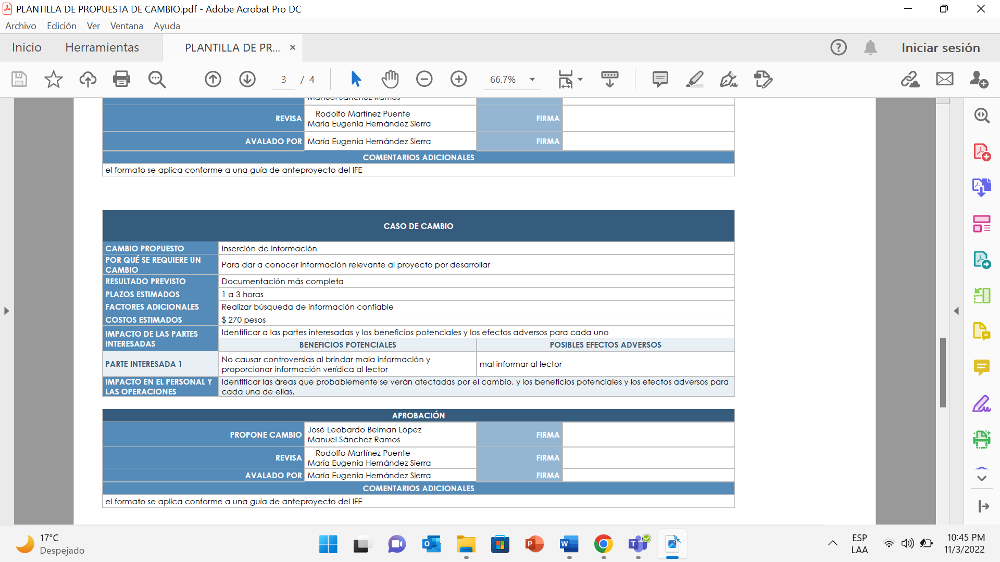 PLANTILLA DE PROPUESTA DE CAMBIO.pdf - Adobe Acrobat Pro DC
Archivo Edición Ver Ventana Ayuda
Inicio Herramientas PLANTILLA DE PR... × Iniciar sesión
3 / 4 66.7%
Manuel Sánchez Ramos
REVISA Rodolfo Martínez Puente FIRMA
María Eugenia Hernández Sierra
AVALADO POR María Eugenia Hernández Sierra FIRMA
COMENTARIOS ADICIONALES
el formato se aplica conforme a una guía de anteproyecto del IFE
CASO DE CAMBIO
CAMBIO PROPUESTO Inserción de información
POR QUÉ SE REQUIERE UN
CAMBIO Para dar a conocer información relevante al proyecto por desarrollar
RESULTADO PREVISTO Documentación más completa
PLAZOS ESTIMADOS 1 a 3 horas
FACTORES ADICIONALES Realizar búsqueda de información confiable
COSTOS ESTIMADOS $ 270 pesos
IMPACTO DE LAS PARTES
INTERESADAS Identificar a las partes interesadas y los beneficios potenciales y los efectos adversos para cada uno
BENEFICIOS POTENCIALES POSIBLES EFECTOS ADVERSOS
PARTE INTERESADA 1 No causar controversias al brindar mala información y
proporcionar información verídica al lector mal informar al lector
IMPACTO EN EL PERSONAL Y
LAS OPERACIONES Identificar las áreas que probablemente se verán afectadas por el cambio, y los beneficios potenciales y los efectos adversos para
cada una de ellas.
APROBACIÓN
PROPONE CAMBIO José Leobardo Belman López FIRMA
Manuel Sánchez Ramos
REVISA Rodolfo Martínez Puente FIRMA
María Eugenia Hernández Sierra
AVALADO POR María Eugenia Hernández Sierra FIRMA
COMENTARIOS ADICIONALES
el formato se aplica conforme a una guía de anteproyecto del IFE
17°C
Despejado
ESP
LAA
10:45 PM
11/3/2022